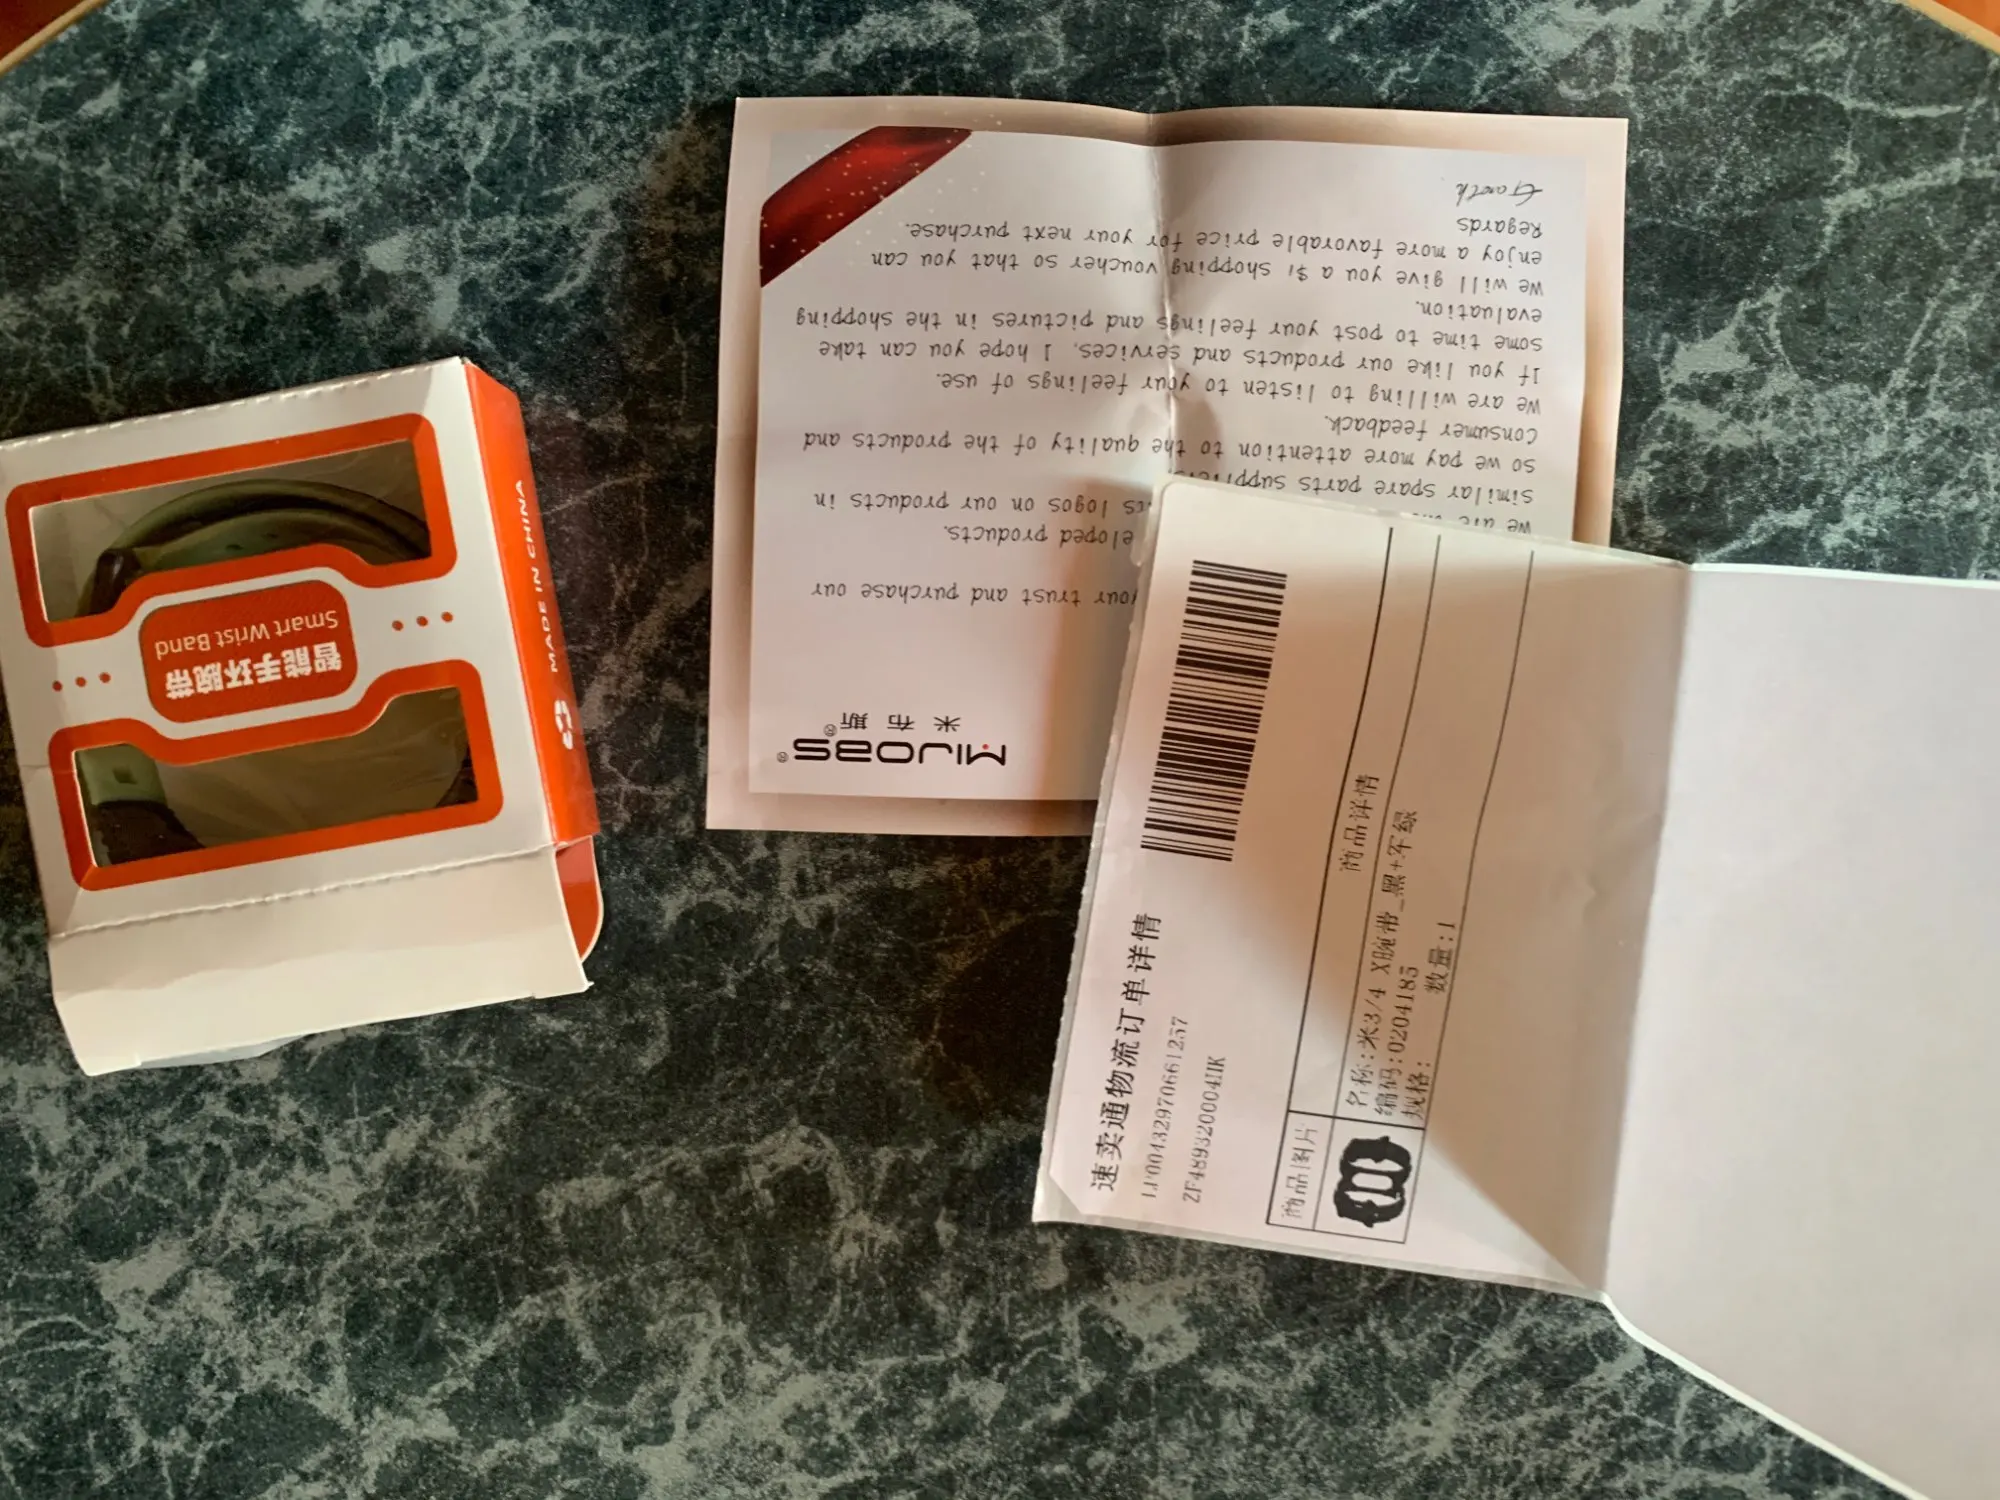 MIJOBS®
米布斯®
your trust and purchase our
eloped products.
ts logos on our products in
we are
similar spare parts suppliers,
so we pay more attention to the quality of the products and
Consumer feedback.
We are willing to listen to your feelings of use.
If you like our products and services, I hope you can take
some time to post your feelings and pictures in the shopping
evaluation.
We will give you a $1 shopping voucher so that you can
enjoy a more favorable price for your next purchase.
Regards
Gareth
智能手环腕带
Smart Wrist Band
MADE IN CHINA
速卖通物流订单详情
LP00432970661257
ZF489320004HK
商品图片
商品详情
名称:米3/4 X腕带_黑+军绿
编码:0204185
规格:
数量:1